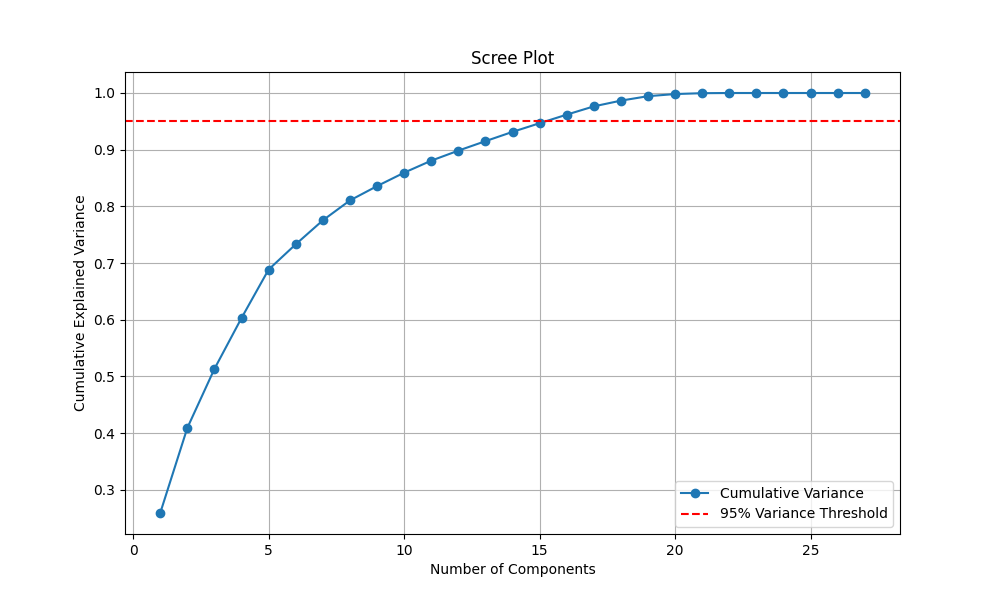 Scree Plot
Cumulative Explained Variance
1.0
0.9
0.8
0.7
0.6
0.5
0.4
0.3
0
5
10
15
20
25
Number of Components
Cumulative Variance
95% Variance Threshold